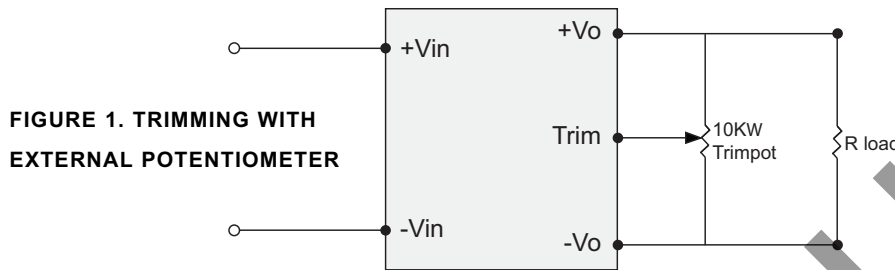 +Vo
+Vin
FIGURE 1. TRIMMING WITH
EXTERNAL POTENTIOMETER
Trim
10KW
Trimpot
R load
-Vin
-Vo